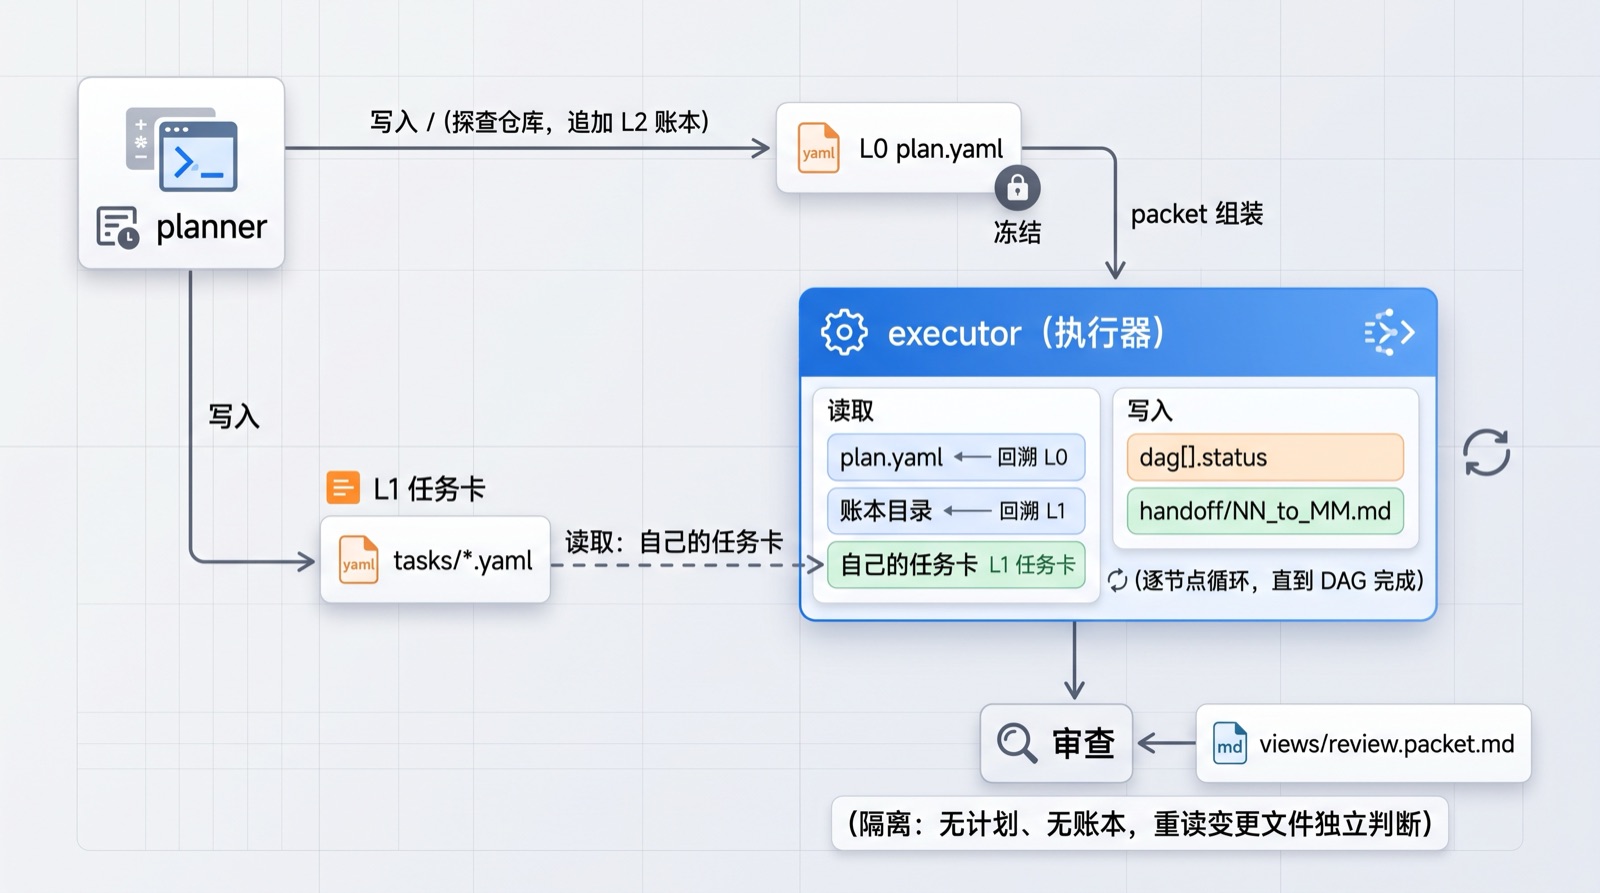 planner
写入 / (探查仓库，追加 L2 账本)
yaml
L0 plan.yaml
冻结
packet 组装
写入
L1 任务卡
yaml
tasks/*.yaml
读取：自己的任务卡
executor（执行器）
读取
plan.yaml ← 回溯 L0
账本目录 ← 回溯 L1
自己的任务卡 L1 任务卡
写入
dag[].status
handoff/NN_to_MM.md
(逐节点循环，直到 DAG 完成)
审查
md
views/review.packet.md
(隔离：无计划、无账本，重读变更文件独立判断)